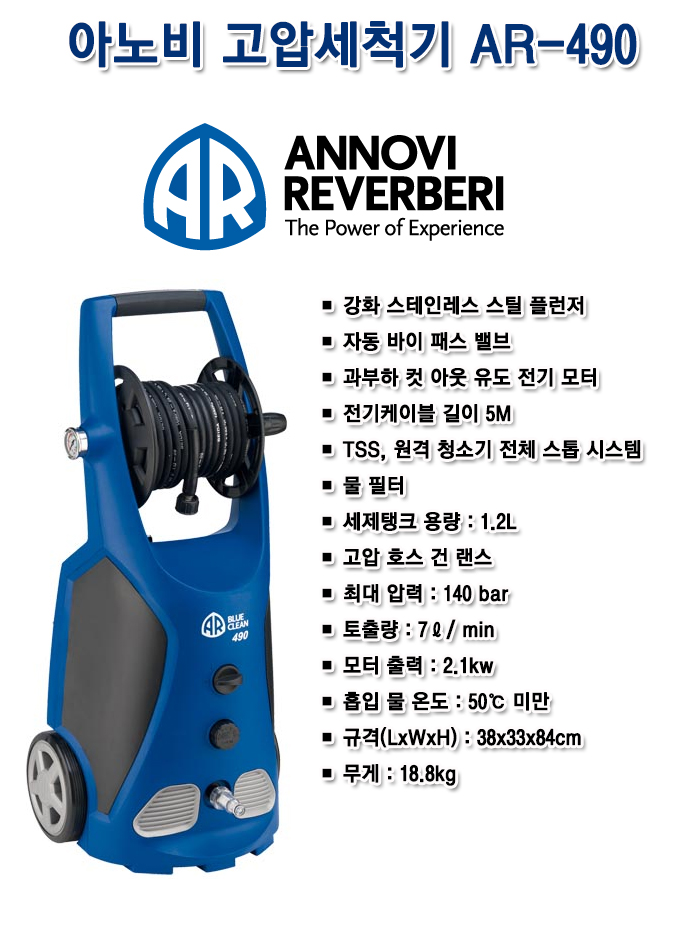 아노비 고압세척기 AR-490
AR
ANNOVI
REVERBERI
The Power of Experience
■ 강화 스테인레스 스틸 플런저
■ 자동 바이 패스 밸브
■ 과부하 컷 아웃 유도 전기 모터
■ 전기케이블 길이 5M
■ TSS, 원격 청소기 전체 스톱 시스템
■ 물 필터
■ 세제탱크 용량 : 1.2L
■ 고압 호스 건 랜스
■ 최대 압력 : 140 bar
■ 토출량 : 7ℓ/ min
■ 모터 출력 : 2.1kw
■ 흡입 물 온도 : 50℃ 미만
■ 규격(LxWxH) : 38x33x84cm
■ 무게 : 18.8kg
AR BLUE
CLEAN
490